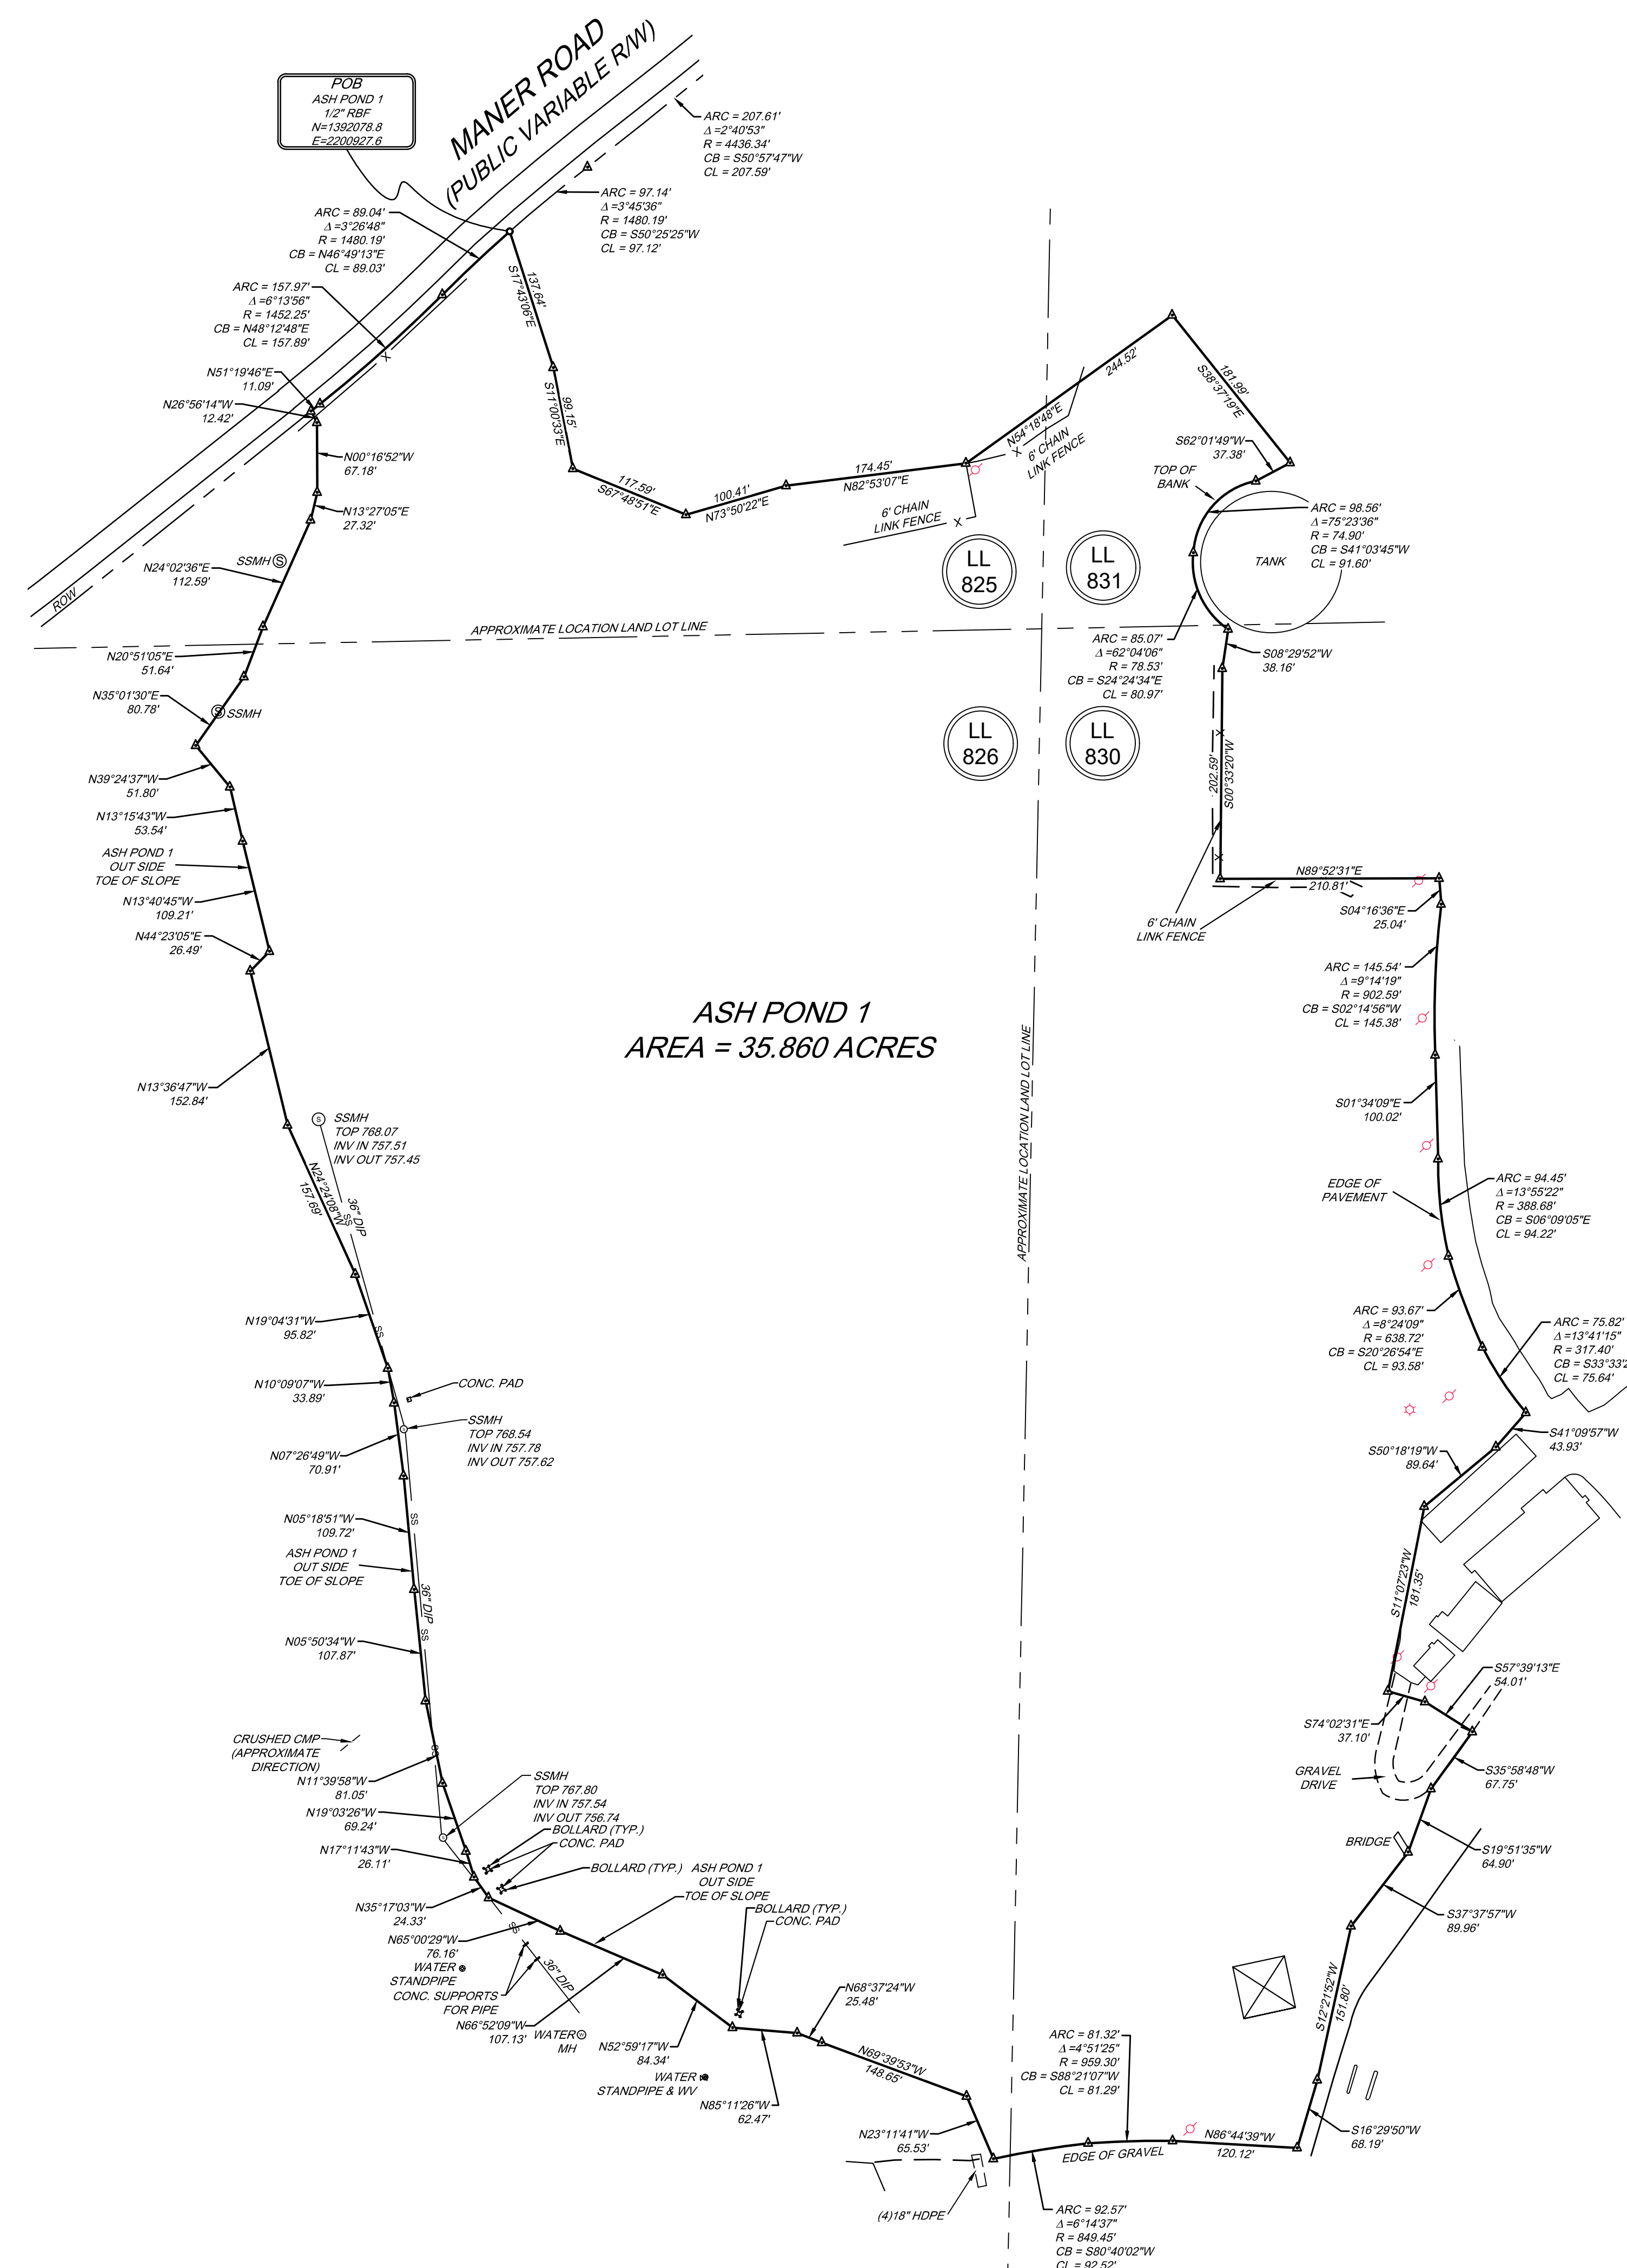 MANER ROAD
(PUBLIC VARIABLE R/W)
POB
ASH POND 1
1/2" RBF
N=1392078.8
E=2200927.6
ARC = 207.61'
Δ =2°40'53"
R = 4436.34'
CB = S50°57'47"W
CL = 207.59'
ARC = 97.14'
Δ =3°45'36"
R = 1480.19'
CB = S50°25'25"W
CL = 97.12'
ARC = 89.04'
Δ =3°26'48"
R = 1480.19'
CB = N46°49'13"E
CL = 89.03'
ARC = 157.97'
Δ =6°13'56"
R = 1452.25'
CB = N48°12'48"E
CL = 157.89'
N51°19'46"E
11.09'
N26°56'14"W
12.42'
N00°16'52"W
67.18'
N13°27'05"E
27.32'
SSMH S
N24°02'36"E
112.59'
ROW
137.64'
S17°43'06"E
99.15'
S11°00'33"E
117.59'
S67°48'51"E
100.41'
N73°50'22"E
174.45'
N82°53'07"E
244.52'
N54°18'48"E
X
6' CHAIN
LINK FENCE
6' CHAIN
LINK FENCE
X
X
181.99'
S38°37'19"E
S62°01'49"W
37.38'
TOP OF
BANK
ARC = 98.56'
Δ =75°23'36"
R = 74.90'
CB = S41°03'45"W
CL = 91.60'
TANK
LL
825
LL
831
APPROXIMATE LOCATION LAND LOT LINE
ARC = 85.07'
Δ =62°04'06"
R = 78.53'
CB = S24°24'34"E
CL = 80.97'
S08°29'52"W
38.16'
N20°51'05"E
51.64'
N35°01'30"E
80.78'
S SSMH
LL
826
LL
830
X
202.59'
S00°33'20"W
X
N39°24'37"W
51.80'
N13°15'43"W
53.54'
ASH POND 1
OUT SIDE
TOE OF SLOPE
N13°40'45"W
109.21'
N44°23'05"E
26.49'
N89°52'31"E
210.81'
6' CHAIN
LINK FENCE
S04°16'36"E
25.04'
ARC = 145.54'
Δ =9°14'19"
R = 902.59'
CB = S02°14'56"W
CL = 145.38'
ASH POND 1
AREA = 35.860 ACRES
APPROXIMATE LOCATION LAND LOT LINE
N13°36'47"W
152.84'
S SSMH
TOP 768.07
INV IN 757.51
INV OUT 757.45
S01°34'09"E
100.02'
N24°24'08"W
157.69'
36" DIP
SS
EDGE OF
PAVEMENT
ARC = 94.45'
Δ =13°55'22"
R = 388.68'
CB = S06°09'05"E
CL = 94.22'
N19°04'31"W
95.82'
SS
ARC = 93.67'
Δ =8°24'09"
R = 638.72'
CB = S20°26'54"E
CL = 93.58'
ARC = 75.82'
Δ =13°41'15"
R = 317.40'
CB = S33°33'2
CL = 75.64'
N10°09'07"W
33.89'
CONC. PAD
SSMH
TOP 768.54
INV IN 757.78
INV OUT 757.62
N07°26'49"W
70.91'
S41°09'57"W
43.93'
S50°18'19"W
89.64'
N05°18'51"W
109.72'
SS
ASH POND 1
OUT SIDE
TOE OF SLOPE
36" DIP
SS
S11°07'23"W
181.35'
N05°50'34"W
107.87'
S57°39'13"E
54.01'
S74°02'31"E
37.10'
CRUSHED CMP
(APPROXIMATE
DIRECTION)
SS
N11°39'58"W
81.05'
GRAVEL
DRIVE
S35°58'48"W
67.75'
SSMH
TOP 767.80
INV IN 757.54
INV OUT 756.74
N19°03'26"W
69.24'
BOLLARD (TYP.)
CONC. PAD
N17°11'43"W
26.11'
BRIDGE
S19°51'35"W
64.90'
BOLLARD (TYP.)
ASH POND 1
OUT SIDE
TOE OF SLOPE
N35°17'03"W
24.33'
BOLLARD (TYP.)
CONC. PAD
S37°37'57"W
89.96'
SS
N65°00'29"W
76.16'
WATER
STANDPIPE
CONC. SUPPORTS
FOR PIPE
36" DIP
N66°52'09"W
107.13'
WATER
MH
N52°59'17"W
84.34'
WATER
STANDPIPE & WV
N68°37'24"W
25.48'
N85°11'26"W
62.47'
N69°39'53"W
148.65'
S12°21'52"W
151.80'
ARC = 81.32'
Δ =4°51'25"
R = 959.30'
CB = S88°21'07"W
CL = 81.29'
N23°11'41"W
65.53'
EDGE OF GRAVEL
N86°44'39"W
120.12'
S16°29'50"W
68.19'
(4)18" HDPE
ARC = 92.57'
Δ =6°14'37"
R = 849.45'
CB = S80°40'02"W
CL = 92.52'